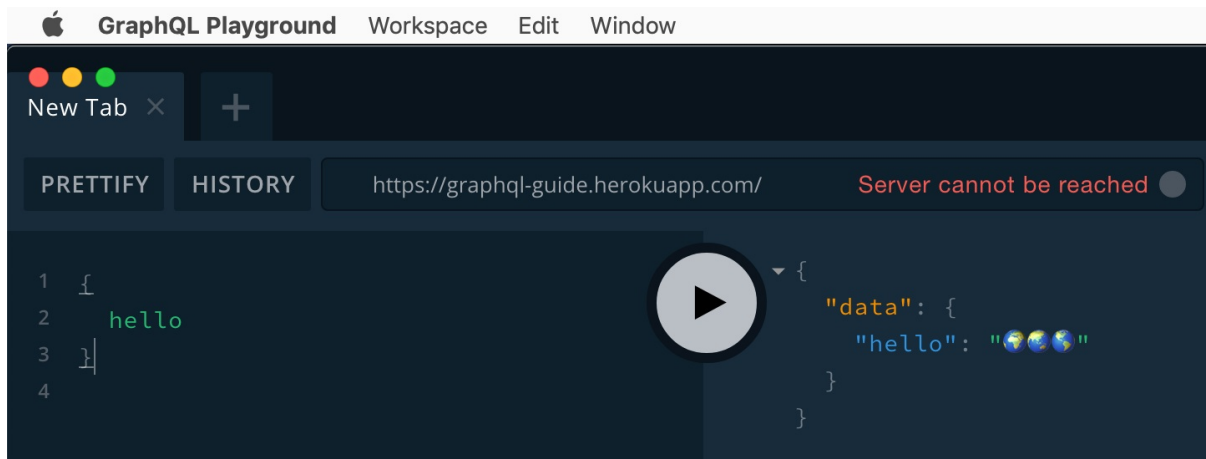 GraphQL Playground Workspace Edit Window
New Tab × +
PRETTIFY HISTORY https://graphql-guide.herokuapp.com/ Server cannot be reached
1 {
2 hello
3 }
4
{
"data": {
"hello": "🌍🌏🌎"
}
}